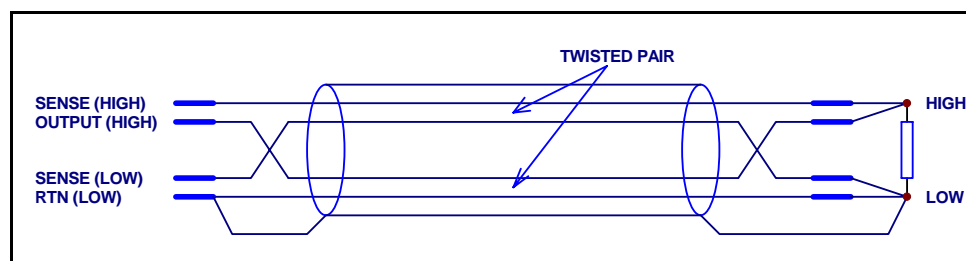 TWISTED PAIR
SENSE (HIGH)
OUTPUT (HIGH)
HIGH
SENSE (LOW)
RTN (LOW)
LOW